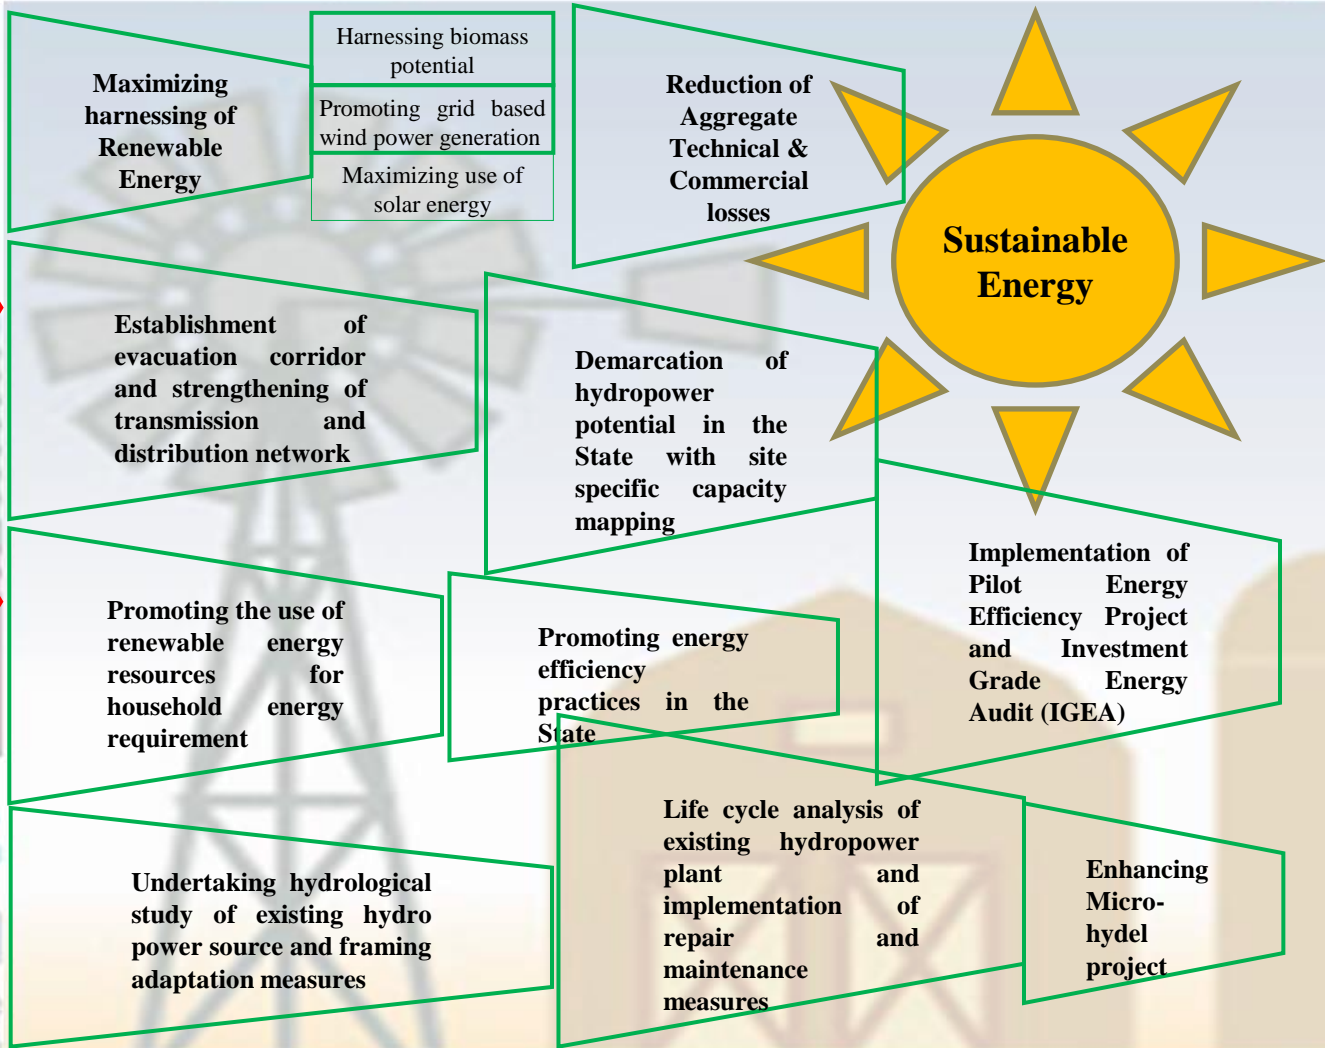 Maximizing
harnessing of
Renewable
Energy
Harnessing biomass
potential
Promoting grid based
wind power generation
Maximizing use of
solar energy
Reduction of
Aggregate
Technical &
Commercial
losses
Sustainable
Energy
Establishment of
evacuation corridor
and strengthening of
transmission and
distribution network
Demarcation of
hydropower
potential in the
State with site
specific capacity
mapping
Implementation of
Pilot Energy
Efficiency Project
and Investment
Grade Energy
Audit (IGEA)
Promoting the use of
renewable energy
resources for
household energy
requirement
Promoting energy
efficiency
practices in the
State
Undertaking hydrological
study of existing hydro
power source and framing
adaptation measures
Life cycle analysis of
existing hydropower
plant and
implementation of
repair and
maintenance
measures
Enhancing
Micro-
hydel
project